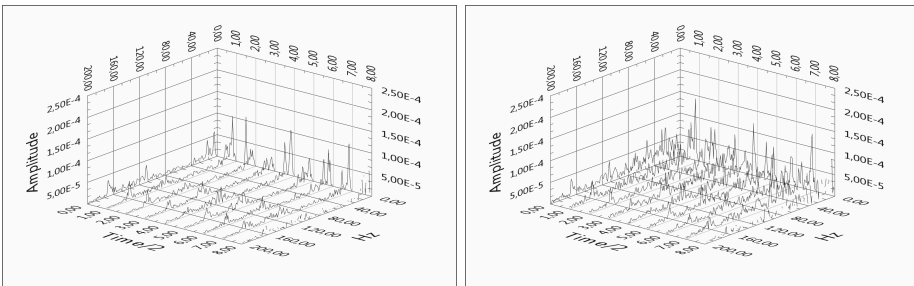 200,00 160,00 120,00 80,00 40,00 0,00 1,00 2,00 3,00 4,00 5,00 6,00 7,00 8,00
2,50E-4 2,00E-4 1,50E-4 1,00E-4 5,00E-5
Amplitude
2,50E-4 2,00E-4 1,50E-4 1,00E-4 5,00E-5
0,00 1,00 2,00 3,00 4,00 5,00 6,00 7,00 8,00
Time/2
0,00 40,00 80,00 120,00 160,00 200,00
Hz
200,00 160,00 120,00 80,00 40,00 0,00 1,00 2,00 3,00 4,00 5,00 6,00 7,00 8,00
2,50E-4 2,00E-4 1,50E-4 1,00E-4 5,00E-5
Amplitude
2,50E-4 2,00E-4 1,50E-4 1,00E-4 5,00E-5
0,00 1,00 2,00 3,00 4,00 5,00 6,00 7,00 8,00
Time/2
0,00 40,00 80,00 120,00 160,00 200,00
Hz